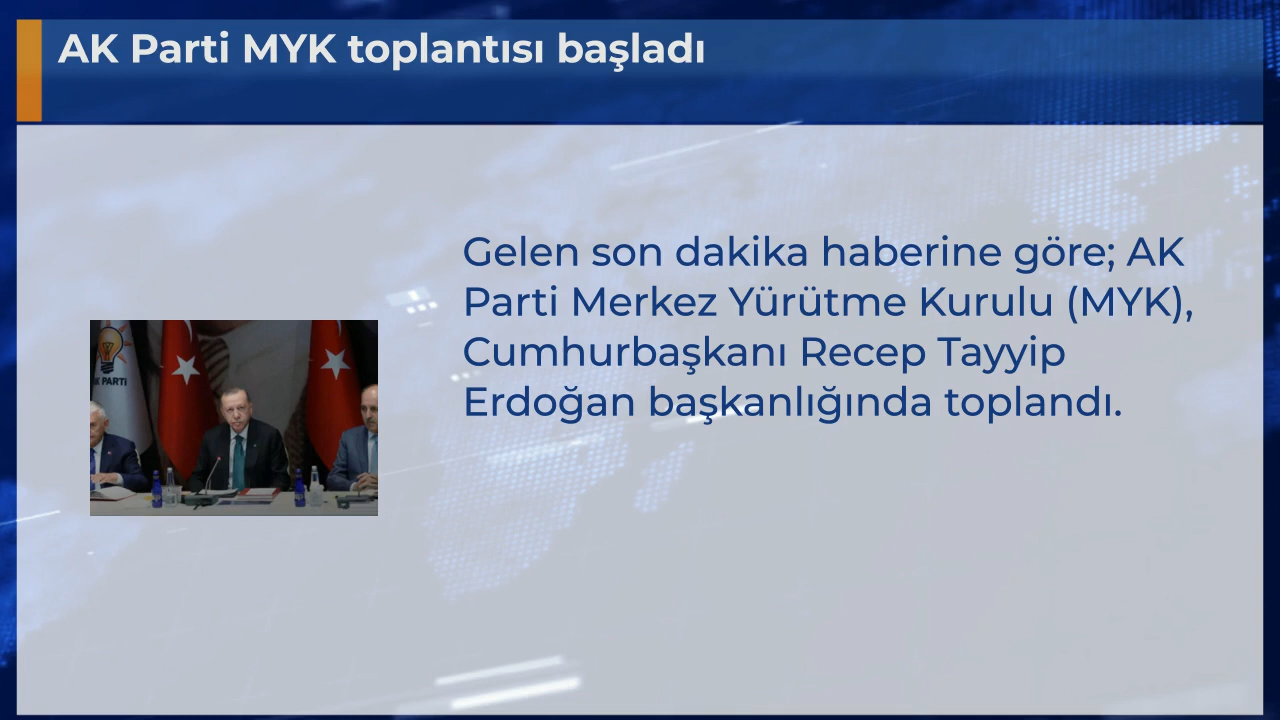 AK Parti MYK toplantısı başladı
Gelen son dakika haberine göre; AK
Parti Merkez Yürütme Kurulu (MYK),
Cumhurbaşkanı Recep Tayyip
Erdoğan başkanlığında toplandı.
AK PARTİ